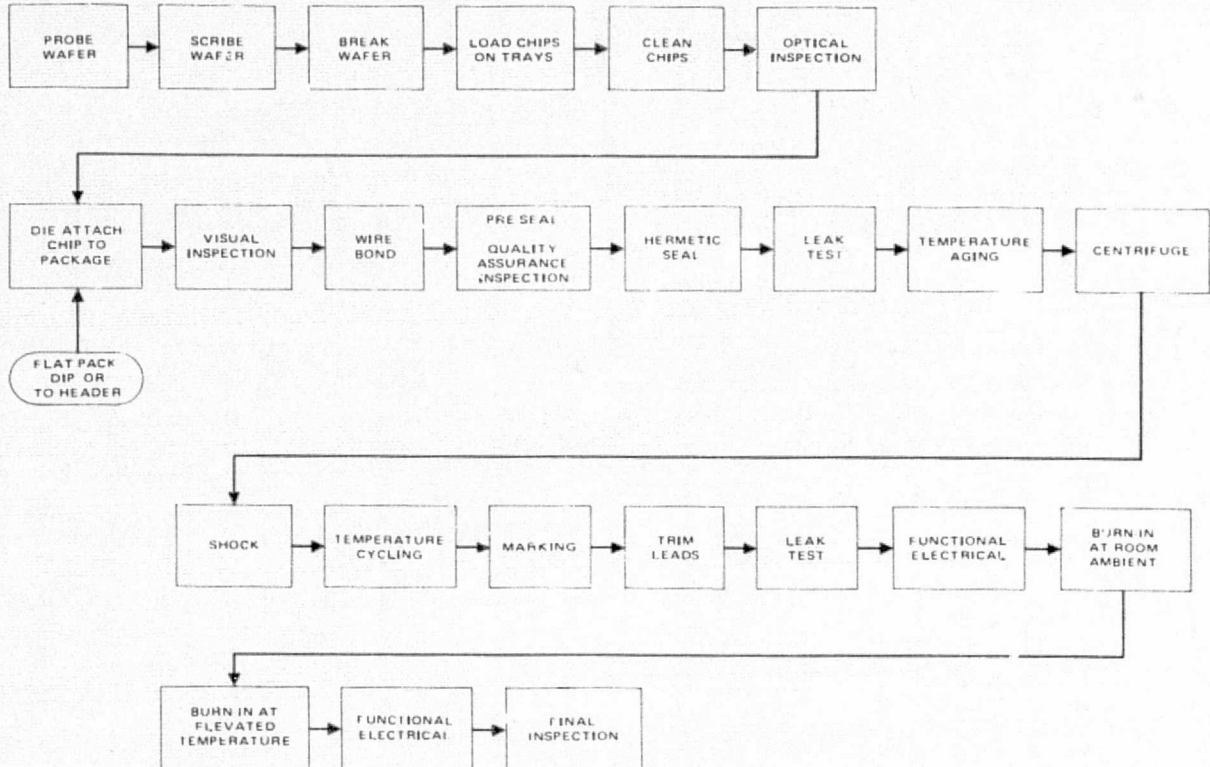 PROBE
WAFER
SCRIBE
WAFER
BREAK
WAFER
LOAD CHIPS
ON TRAYS
CLEAN
CHIPS
OPTICAL
INSPECTION
DIE ATTACH
CHIP TO
PACKAGE
VISUAL
INSPECTION
WIRE
BOND
PRE SEAL
QUALITY
ASSURANCE
INSPECTION
HERMETIC
SEAL
LEAK
TEST
TEMPERATURE
AGING
CENTRIFUGE
FLAT PACK
DIP OR
TO HEADER
SHOCK
TEMPERATURE
CYCLING
MARKING
TRIM
LEADS
LEAK
TEST
FUNCTIONAL
ELECTRICAL
BURN IN
AT ROOM
AMBIENT
BURN IN AT
ELEVATED
TEMPERATURE
FUNCTIONAL
ELECTRICAL
FINAL
INSPECTION